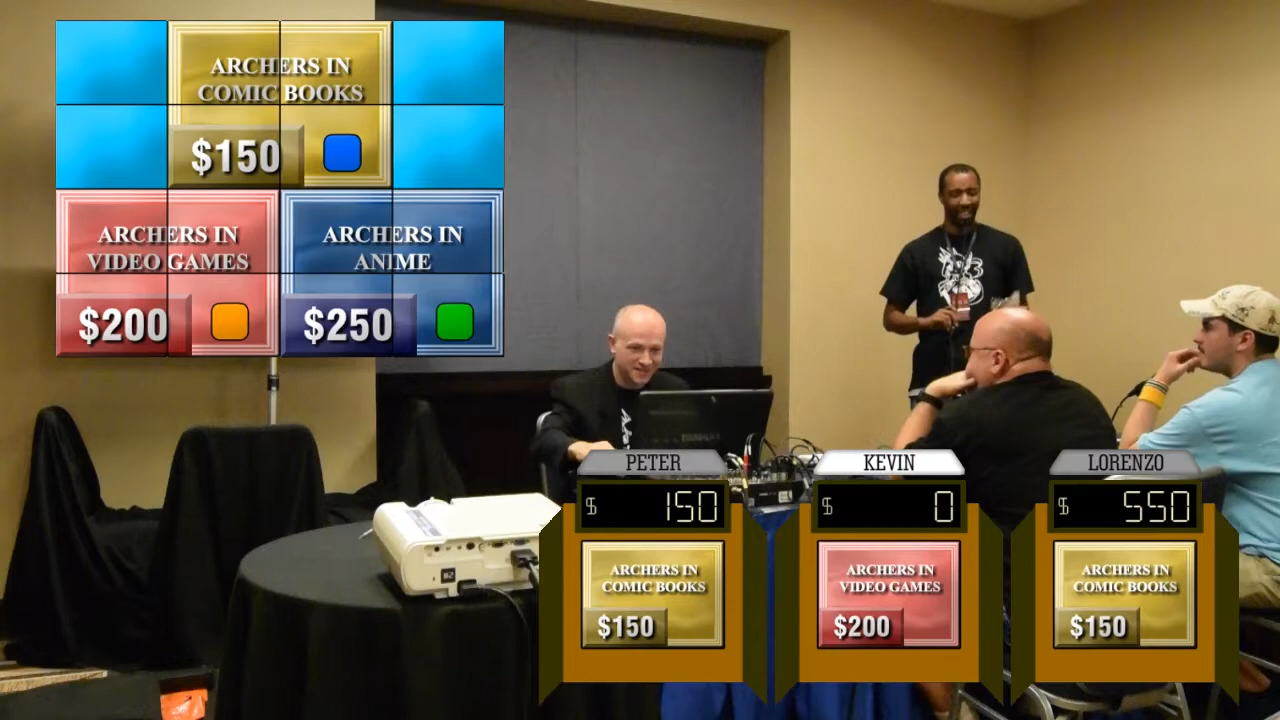 ARCHERS IN
COMIC BOOKS
$150
ARCHERS IN
VIDEO GAMES
$200
ARCHERS IN
ANIME
$250
PETER
$ 150
ARCHERS IN
COMIC BOOKS
$150
KEVIN
$ 0
ARCHERS IN
VIDEO GAMES
$200
LORENZO
$ 550
ARCHERS IN
COMIC BOOKS
$150